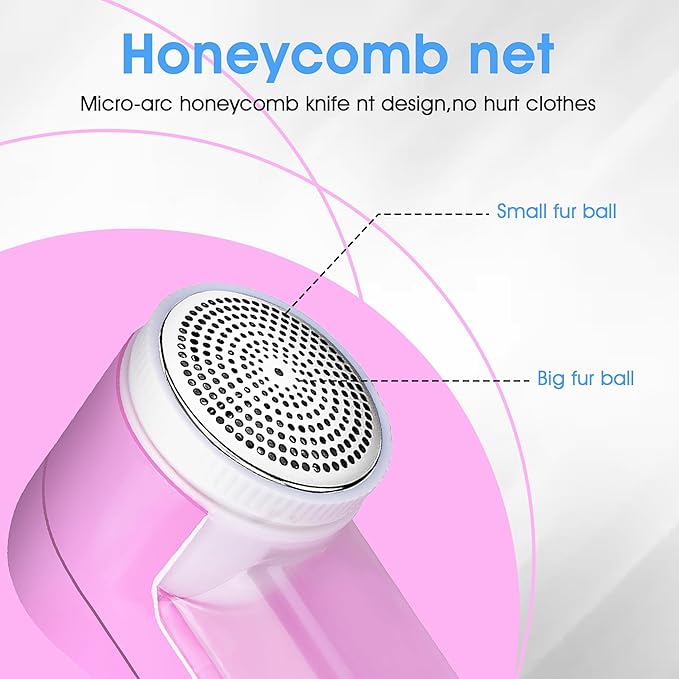 Honeycomb net
Micro-arc honeycomb knife nt design,no hurt clothes
Small fur ball
Big fur ball